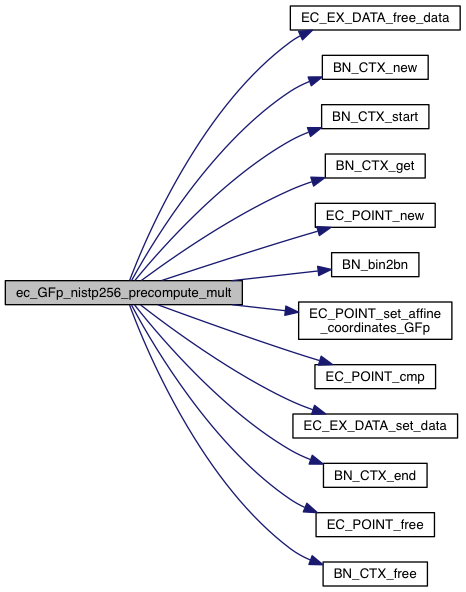 EC_EX_DATA_free_data
BN_CTX_new
BN_CTX_start
BN_CTX_get
EC_POINT_new
BN_bin2bn
ec_GFp_nistp256_precompute_mult
EC_POINT_set_affine
_coordinates_GFp
EC_POINT_cmp
EC_EX_DATA_set_data
BN_CTX_end
EC_POINT_free
BN_CTX_free